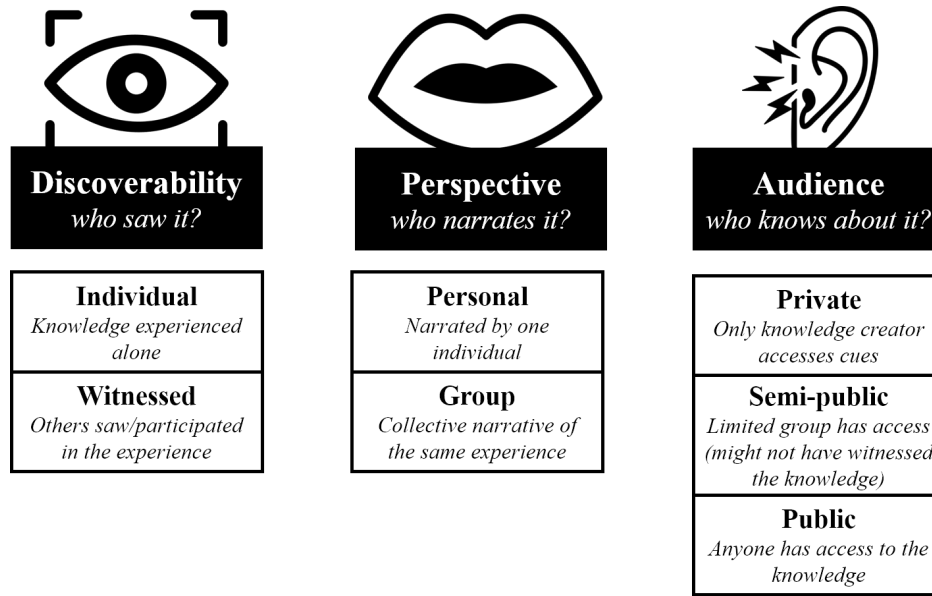 Discoverability
who saw it?
Individual
Knowledge experienced
alone
Witnessed
Others saw/participated
in the experience
Perspective
who narrates it?
Personal
Narrated by one
individual
Group
Collective narrative of
the same experience
Audience
who knows about it?
Private
Only knowledge creator
accesses cues
Semi-public
Limited group has access
(might not have witnessed
the knowledge)
Public
Anyone has access to the
knowledge